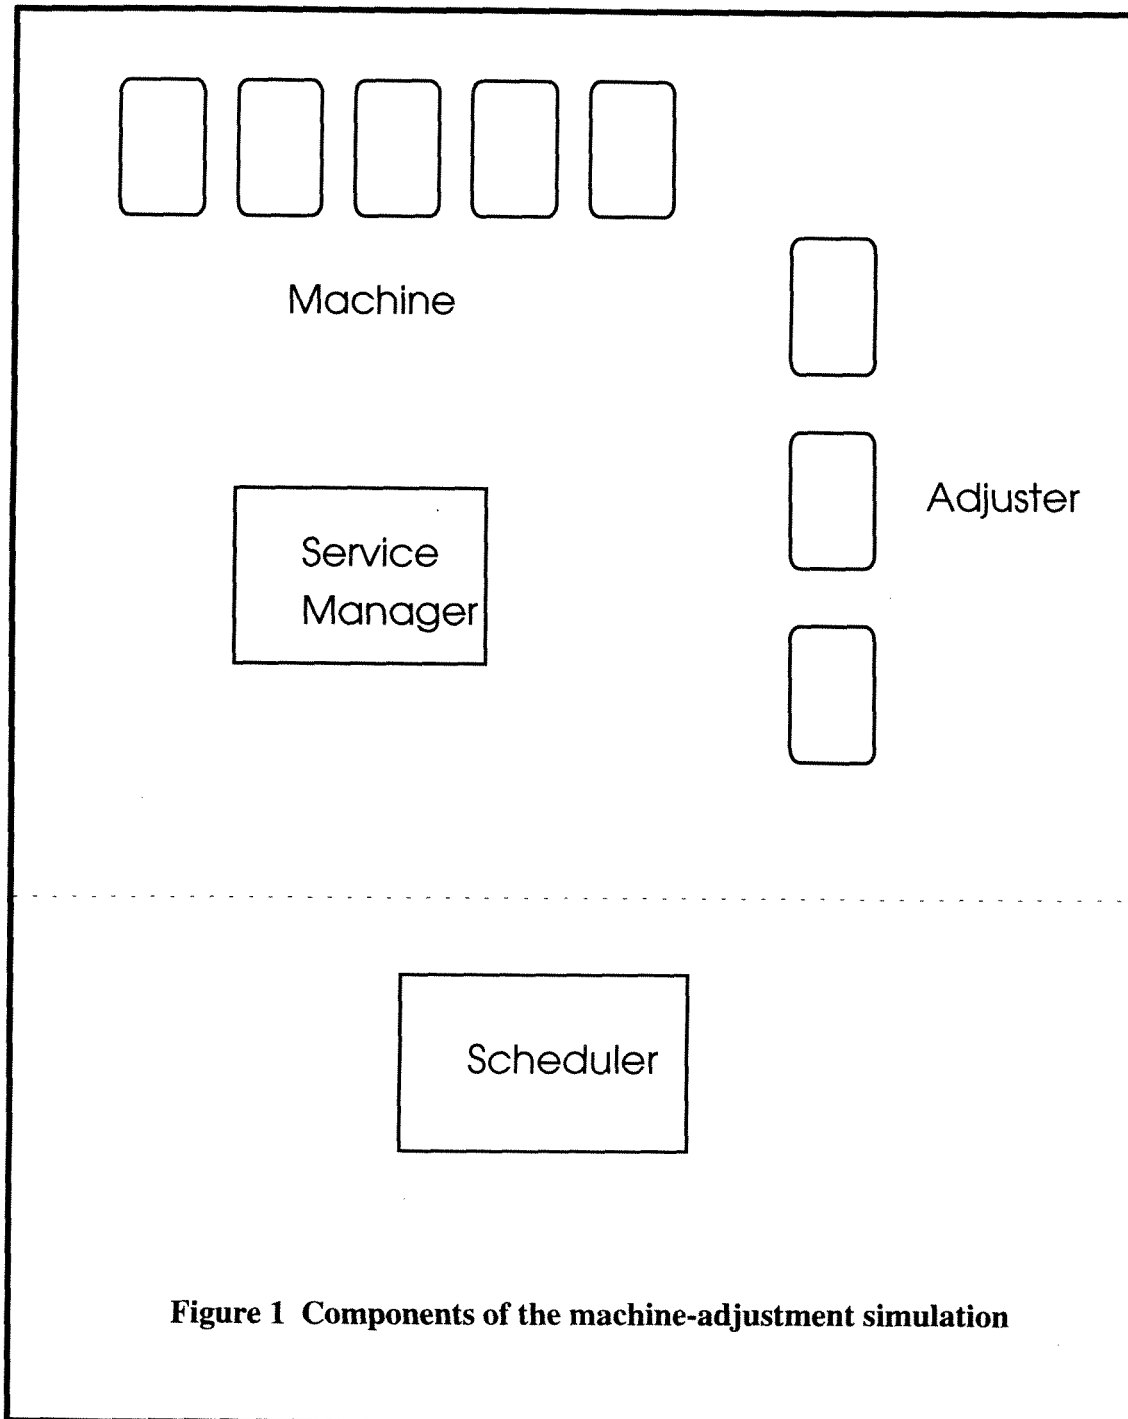 Machine
Adjuster
Service
Manager
Scheduler
Figure 1 Components of the machine-adjustment simulation